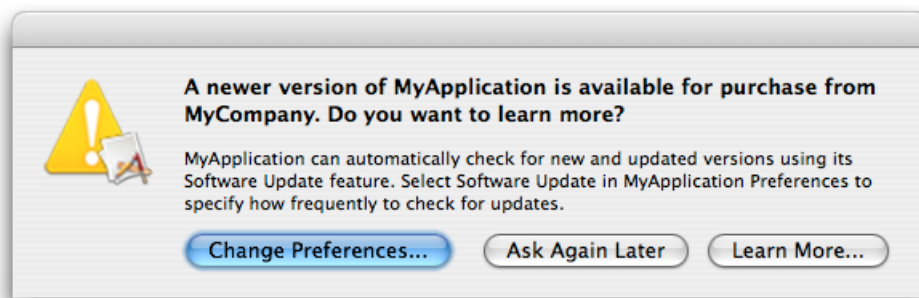 A newer version of MyApplication is available for purchase from
MyCompany. Do you want to learn more?
MyApplication can automatically check for new and updated versions using its
Software Update feature. Select Software Update in MyApplication Preferences to
specify how frequently to check for updates.
Change Preferences... Ask Again Later Learn More...